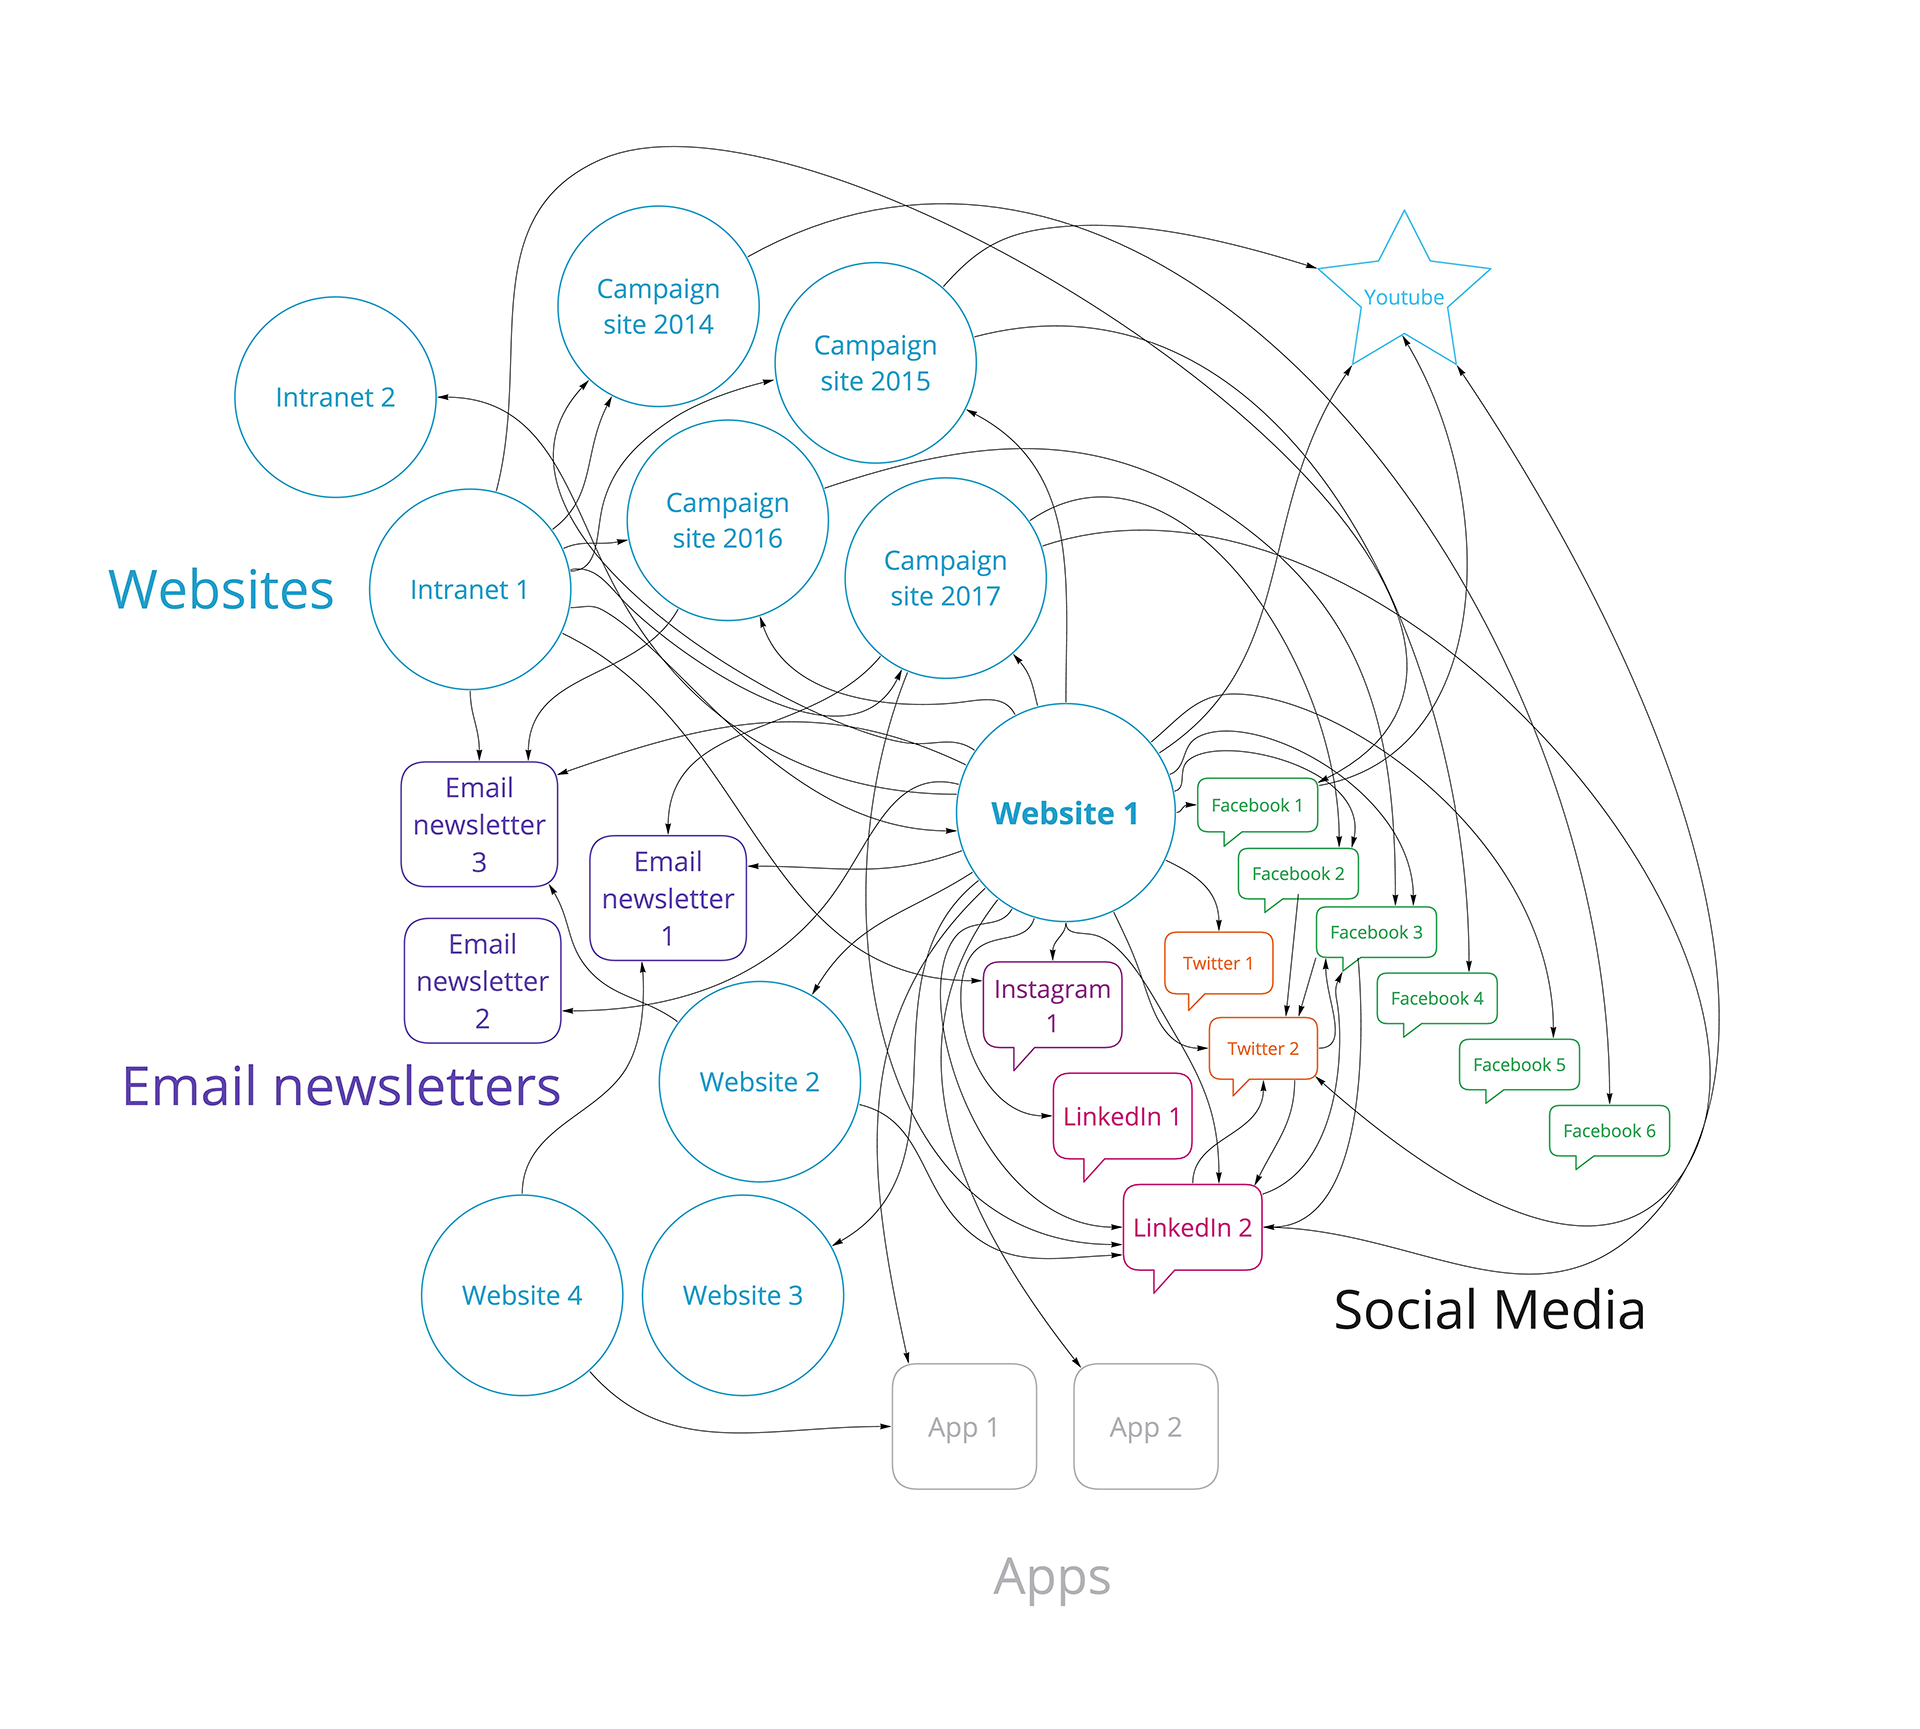 Campaign
site 2014
Youtube
Campaign
site 2015
Intranet 2
Campaign
site 2016
Campaign
site 2017
Websites
Intranet 1
Email
newsletter
3
Email
newsletter
1
Website 1
Facebook 1
Facebook 2
Facebook 3
Twitter 1
Email
newsletter
2
Instagram
1
Facebook 4
Twitter 2
Facebook 5
Email newsletters
Website 2
LinkedIn 1
Facebook 6
LinkedIn 2
Website 4
Website 3
Social Media
App 1
App 2
Apps